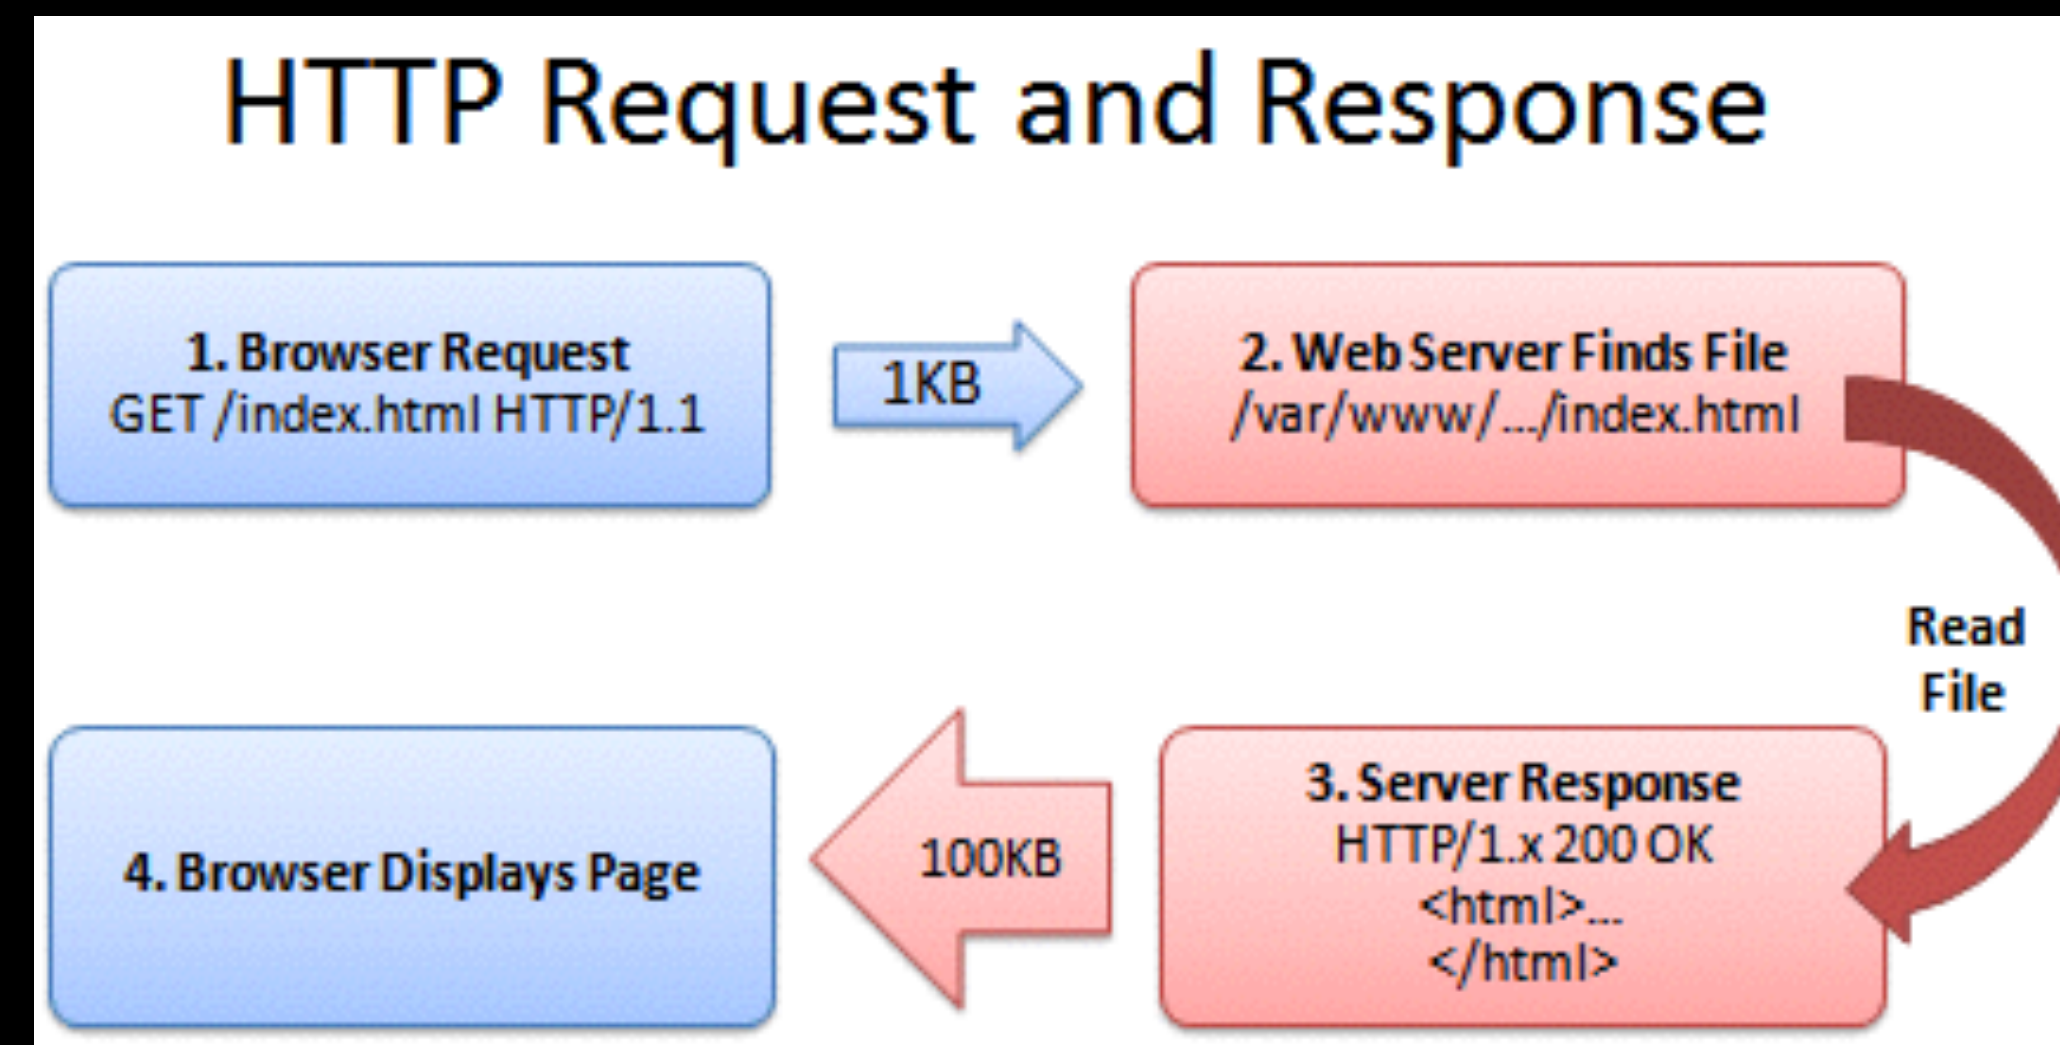 HTTP Request and Response
1. Browser Request
GET /index.html HTTP/1.1
1KB
2. Web Server Finds File
/var/www/.../index.html
Read
File
3. Server Response
HTTP/1.x 200 OK
<html>...
</html>
100KB
4. Browser Displays Page